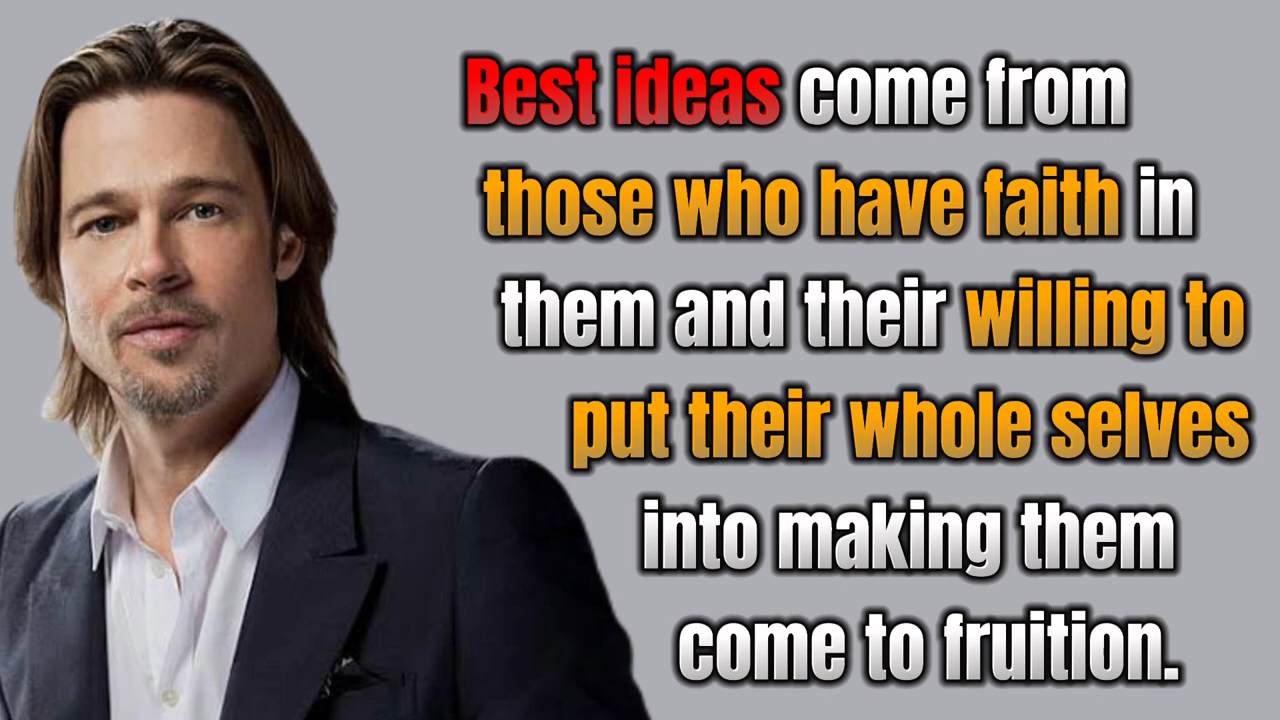 Best ideas come from
those who have faith in
them and their willing to
put their whole selves
into making them
come to fruition.